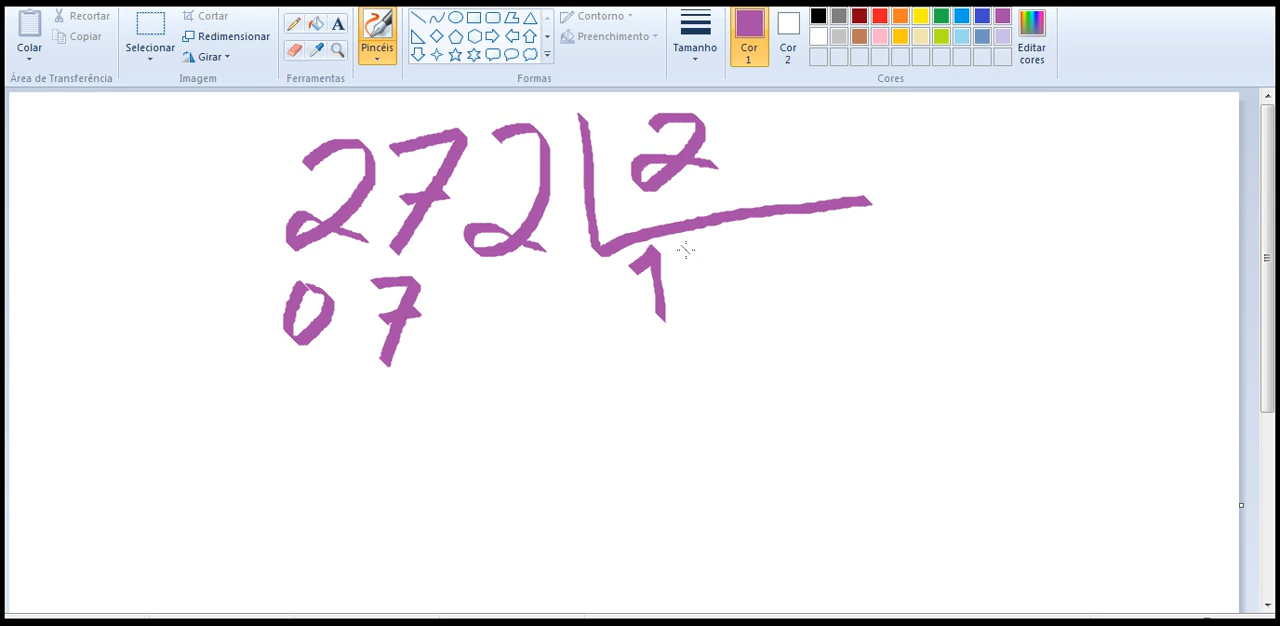 Colar
Recortar
Copiar
Área de Transferência
Selecionar
Cortar
Redimensionar
Girar
Imagem
A
Ferramentas
Pincéis
Contorno
Preenchimento
Formas
Tamanho
Cor
1
Cor
2
Editar
cores
Cores
272 2
1
07